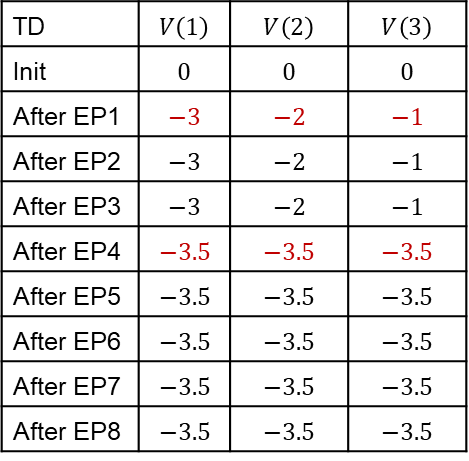 TD V(1) V(2) V(3)
Init 0 0 0
After EP1 −3 −2 −1
After EP2 −3 −2 −1
After EP3 −3 −2 −1
After EP4 −3.5 −3.5 −3.5
After EP5 −3.5 −3.5 −3.5
After EP6 −3.5 −3.5 −3.5
After EP7 −3.5 −3.5 −3.5
After EP8 −3.5 −3.5 −3.5